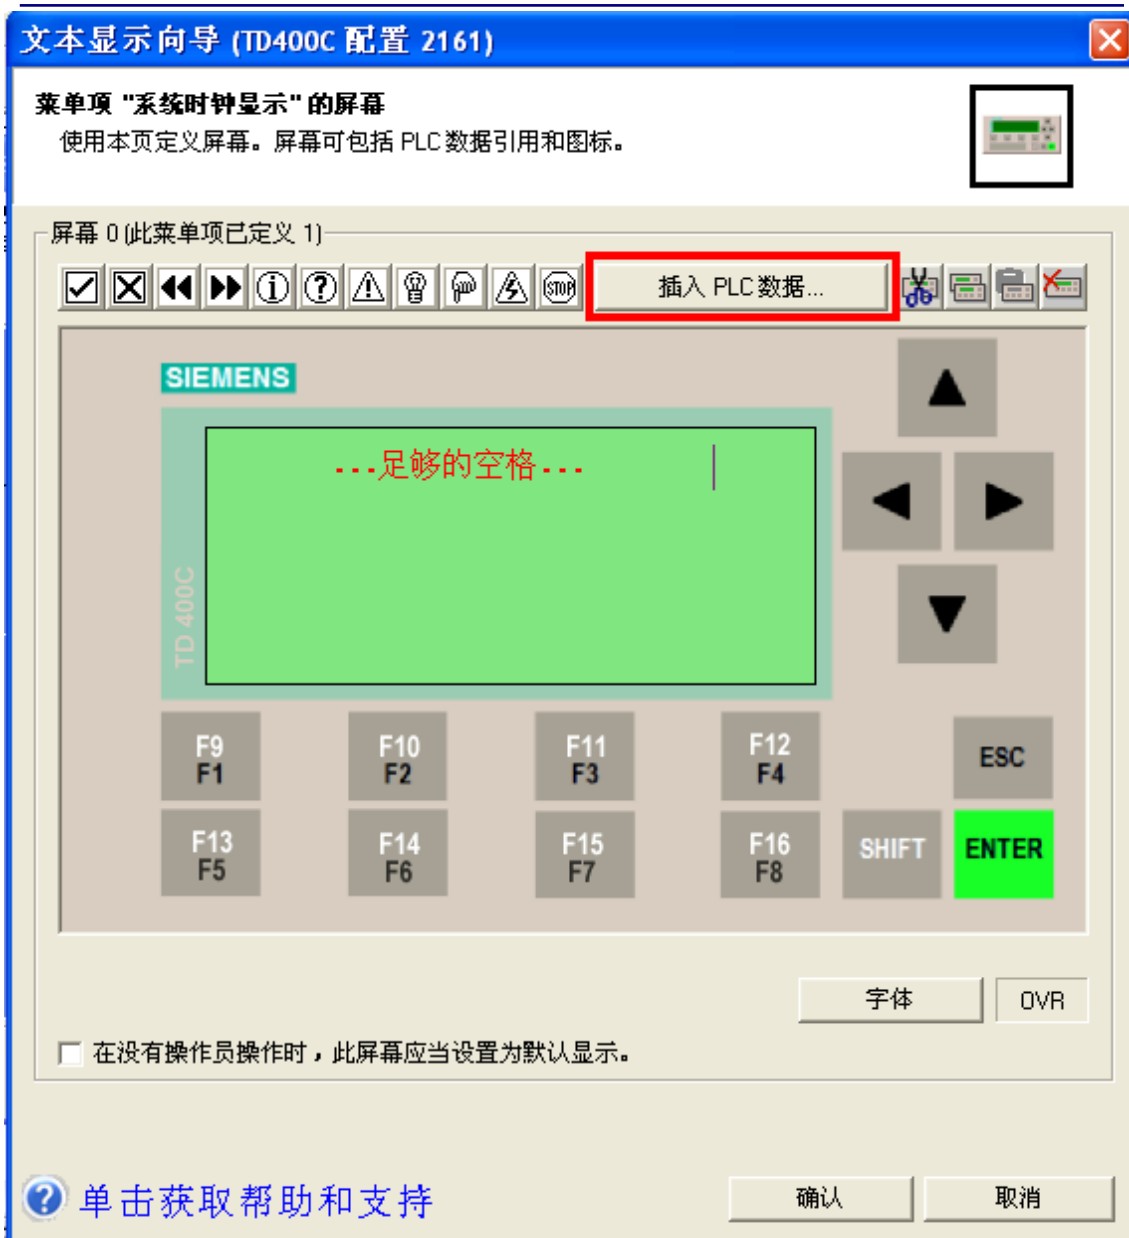 文本显示向导 (TD400C 配置 2161)
菜单项 "系统时钟显示" 的屏幕
使用本页定义屏幕。屏幕可包括 PLC 数据引用和图标。
屏幕 0 (此菜单项已定义 1)
STOP 插入 PLC 数据...
SIEMENS
...足够的空格...
TD 400C
F9 F10 F11 F12
F1 F2 F3 F4 ESC
F13 F14 F15 F16 SHIFT ENTER
F5 F6 F7 F8
字体 OVR
在没有操作员操作时，此屏幕应当设置为默认显示。
单击获取帮助和支持 确认 取消